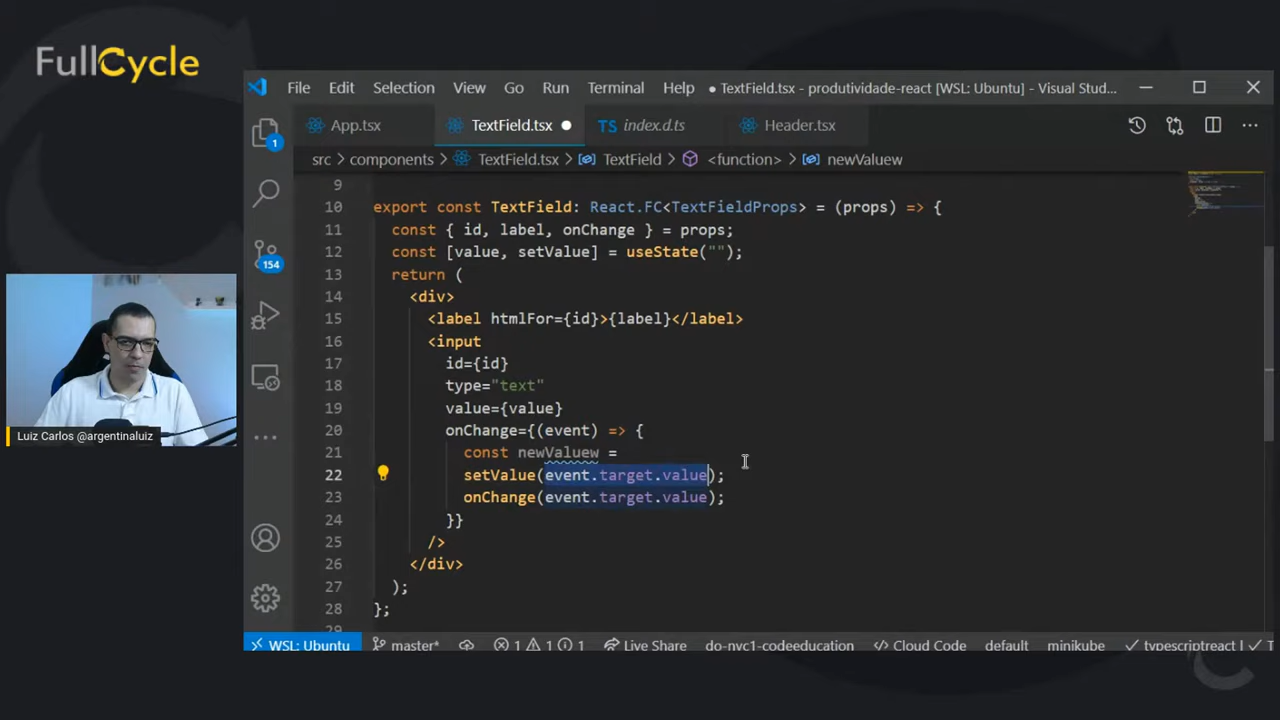 FullCycle
File Edit Selection View Go Run Terminal Help ● TextField.tsx - produtividade-react [WSL: Ubuntu] - Visual Stud...
App.tsx TextField.tsx TS index.d.ts Header.tsx
src > components > TextField.tsx > TextField > <function> > newValuew
1
154
9
10 export const TextField: React.FC<TextFieldProps> = (props) => {
11 const { id, label, onChange } = props;
12 const [value, setValue] = useState("");
13 return (
14 <div>
15 <label htmlFor={id}>{label}</label>
16 <input
17 id={id}
18 type="text"
19 value={value}
20 onChange={(event) => {
21 const newValuew =
22 setValue(event.target.value);
23 onChange(event.target.value);
24 }}
25 />
26 </div>
27 );
28 };
29
Luiz Carlos @argentinaluiz
WSL: Ubuntu master* 1 1 1 Live Share do-nyc1-codeeducation Cloud Code default minikube typescriptreact